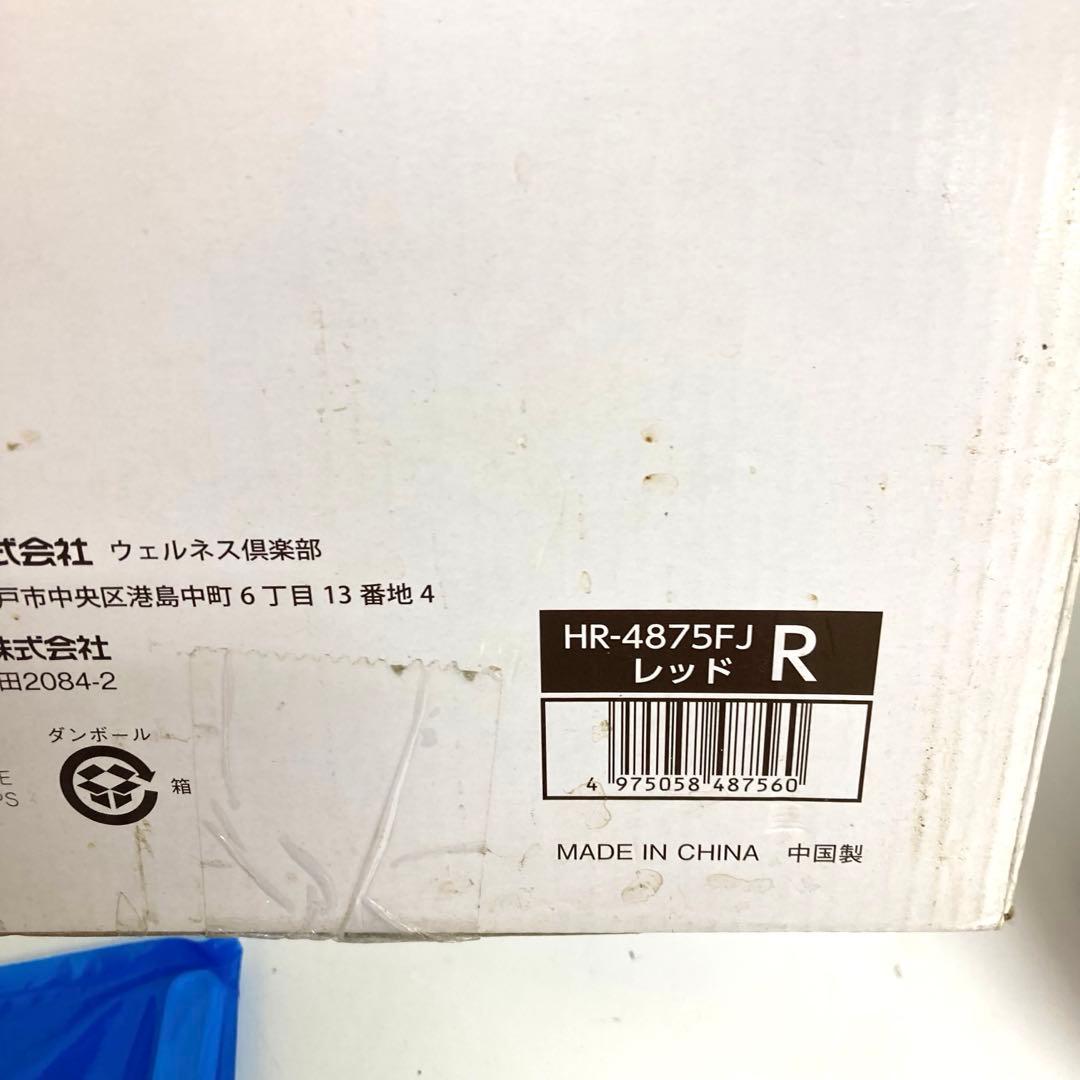 式会社 ウェルネス倶楽部
戸市中央区港島中町6丁目13番地4
株式会社
田2084-2
ダンボール
箱
E
PS
HR-4875FJ R
レッド
4 975058 487560
MADE IN CHINA 中国製